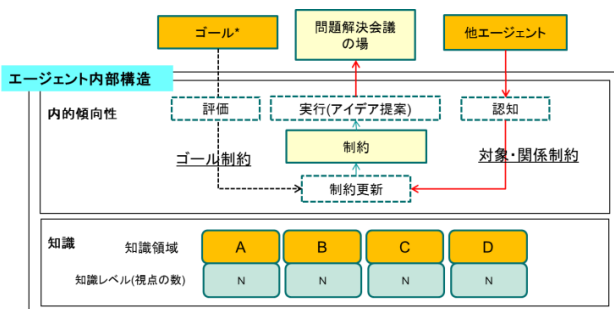 ゴール*
問題解決会議
の場
他エージェント
エージェント内部構造
内的傾向性
評価
実行(アイデア提案)
認知
制約
ゴール制約
対象・関係制約
制約更新
知識
知識領域
A
B
C
D
知識レベル(視点の数)
N
N
N
N